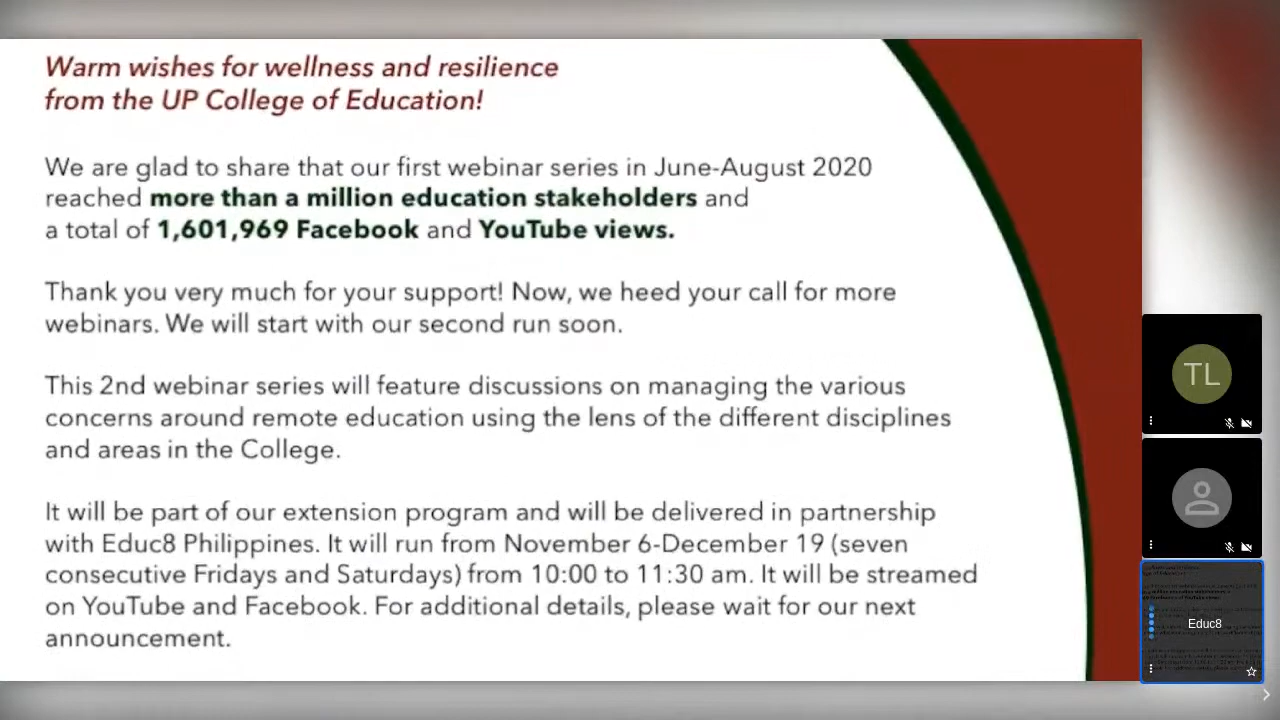 Warm wishes for wellness and resilience
from the UP College of Education!
We are glad to share that our first webinar series in June-August 2020
reached more than a million education stakeholders and
a total of 1,601,969 Facebook and YouTube views.
Thank you very much for your support! Now, we heed your call for more
webinars. We will start with our second run soon.
This 2nd webinar series will feature discussions on managing the various
concerns around remote education using the lens of the different disciplines
and areas in the College.
It will be part of our extension program and will be delivered in partnership
with Educ8 Philippines. It will run from November 6-December 19 (seven
consecutive Fridays and Saturdays) from 10:00 to 11:30 am. It will be streamed
on YouTube and Facebook. For additional details, please wait for our next
announcement.
TL
Educ8